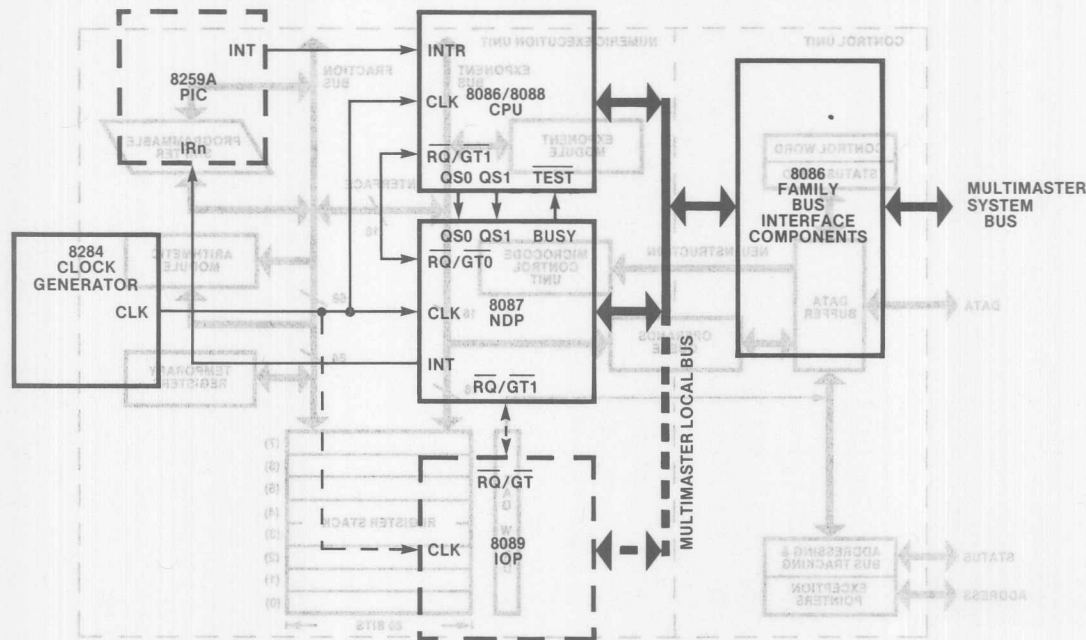 INT
8259A
PIC
IRn
INTR
8086/8088
CPU
CLK
RQ/GT1
QS0 QS1 TEST
8284
CLOCK
GENERATOR
CLK
QS0 QS1 BUSY
RQ/GT0
8087
NDP
CLK
INT
RQ/GT1
RQ/GT
8089
IOP
CLK
MULTIMASTER LOCAL BUS
8086
FAMILY
BUS
INTERFACE
COMPONENTS
MULTIMASTER
SYSTEM
BUS